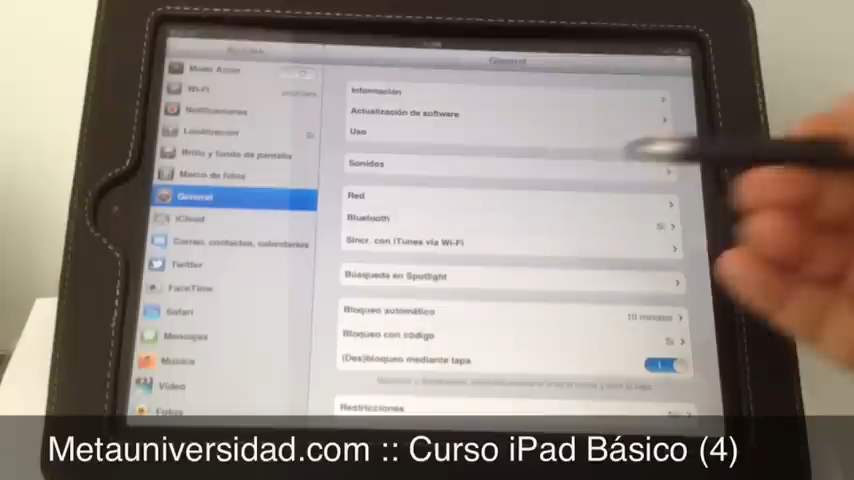 Ajustes
General
Modo Avión
Wi-Fi
Notificaciones
Localización
Sí
Brillo y fondo de pantalla
Marco de fotos
General
iCloud
Correo, contactos, calendarios
Twitter
FaceTime
Safari
Mensajes
Música
Vídeo
Fotos
Información
Actualización de software
Uso
Sonidos
Red
Bluetooth
Sí
Sincr. con iTunes vía Wi-Fi
Búsqueda en Spotlight
Bloqueo automático
10 minutos
Bloqueo con código
Sí
(Des)bloqueo mediante tapa
Restricciones
No
Metauniversidad.com :: Curso iPad Básico (4)